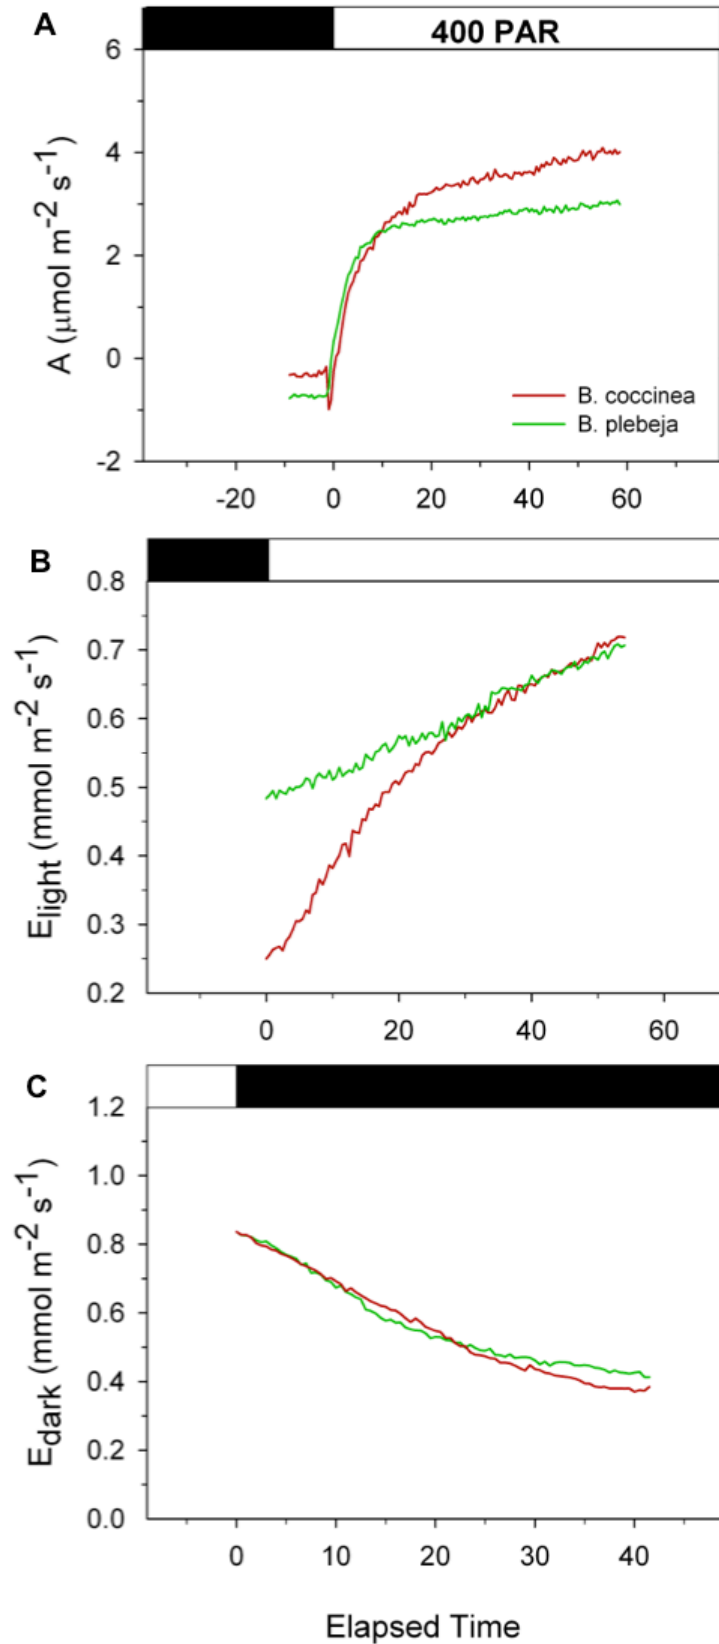 A
400 PAR
A (μmol m-2 s-1)
6
4
2
0
-2
B. coccinea
B. plebeja
-20 0 20 40 60
B
Elight (mmol m-2 s-1)
0.8
0.7
0.6
0.5
0.4
0.3
0.2
0 20 40 60
C
Edark (mmol m-2 s-1)
1.2
1.0
0.8
0.6
0.4
0.2
0.0
0 10 20 30 40
Elapsed Time